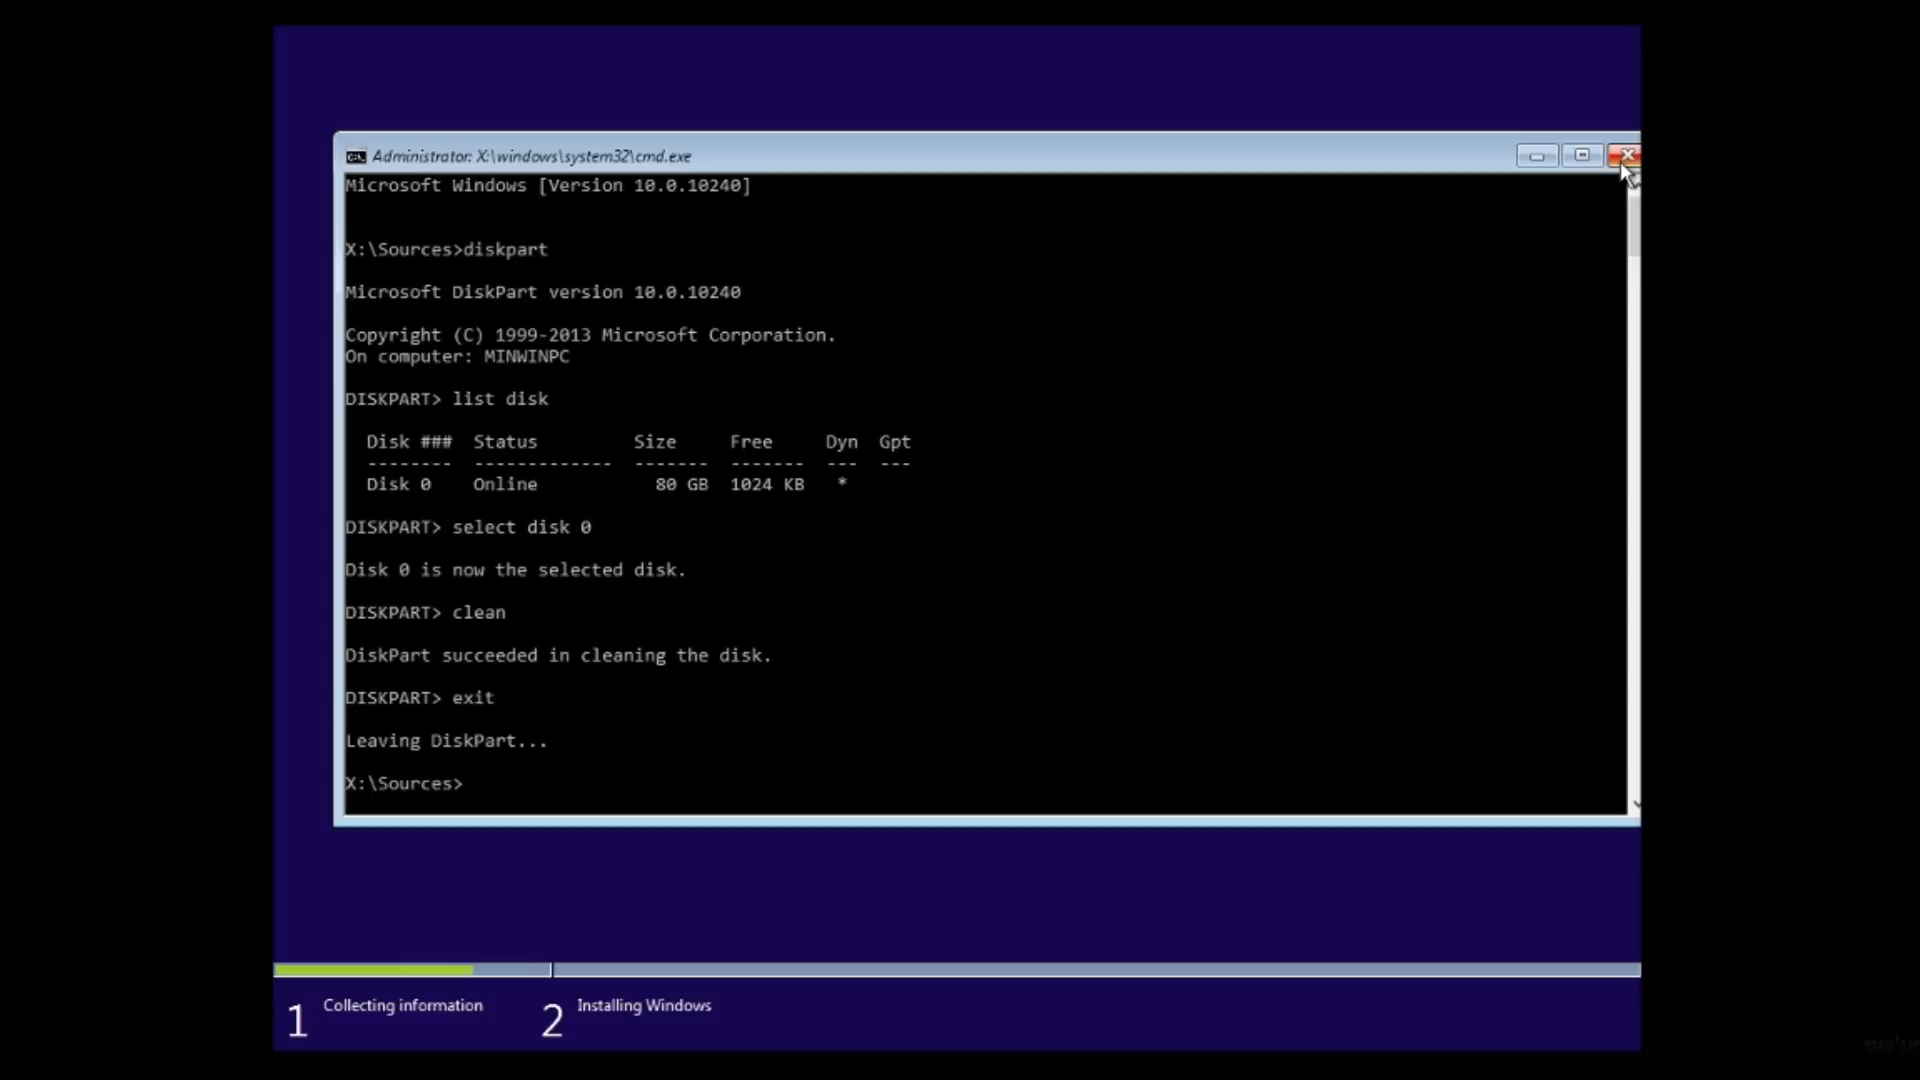 Administrator: X:\windows\system32\cmd.exe
Microsoft Windows [Version 10.0.10240]
X:\Sources>diskpart
Microsoft DiskPart version 10.0.10240
Copyright (C) 1999-2013 Microsoft Corporation.
On computer: MINWINPC
DISKPART> list disk
  Disk ###  Status         Size     Free     Dyn  Gpt
  --------  -------------  -------  -------  ---  ---
  Disk 0    Online           80 GB  1024 KB   *
DISKPART> select disk 0
Disk 0 is now the selected disk.
DISKPART> clean
DiskPart succeeded in cleaning the disk.
DISKPART> exit
Leaving DiskPart...
X:\Sources>
1 Collecting information 2 Installing Windows